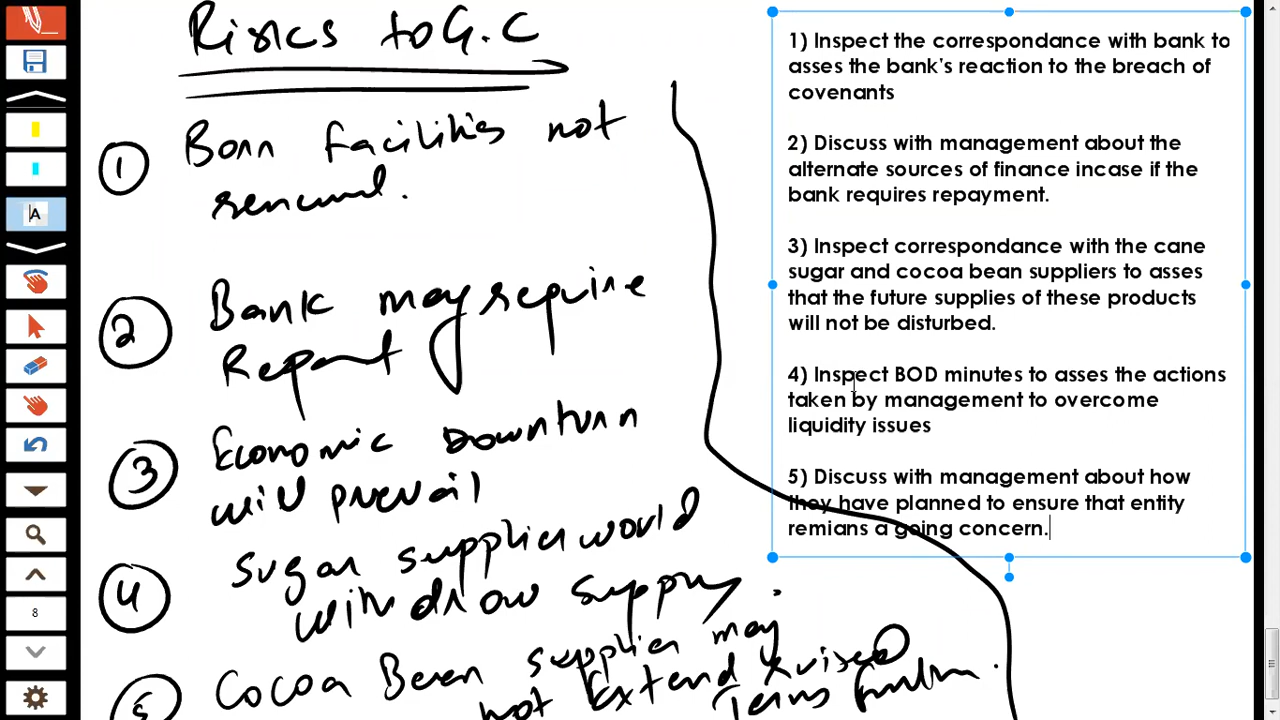 Risks to G.C
1 Bank facilities not
renewed.
2 Bank may require
Repaymt
3 Economic Downturn
will prevail
4 Sugar supplier would
withdraw supply.
5 Cocoa Bean supplier may
not Extend revised
Terms further.
1) Inspect the correspondance with bank to
asses the bank's reaction to the breach of
covenants
2) Discuss with management about the
alternate sources of finance incase if the
bank requires repayment.
3) Inspect correspondance with the cane
sugar and cocoa bean suppliers to asses
that the future supplies of these products
will not be disturbed.
4) Inspect BOD minutes to asses the actions
taken by management to overcome
liquidity issues
5) Discuss with management about how
they have planned to ensure that entity
remians a going concern.
A
8